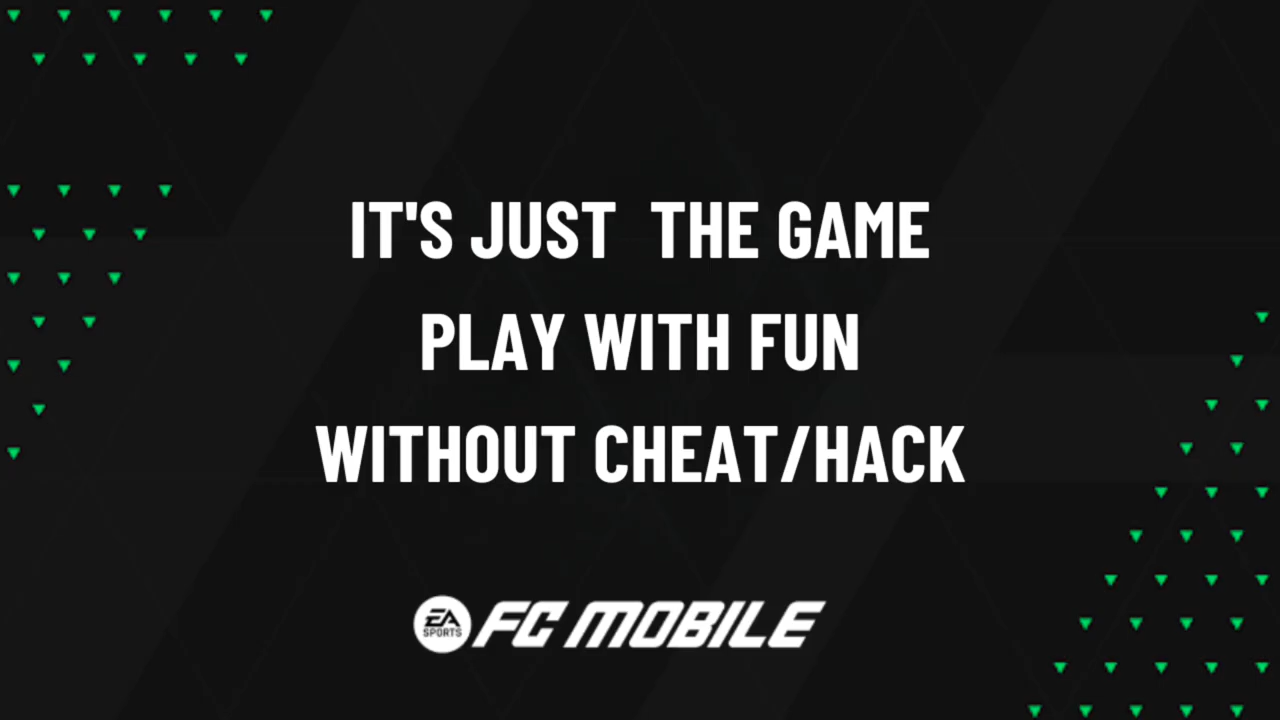 IT'S JUST  THE GAME
PLAY WITH FUN
WITHOUT CHEAT/HACK
EA SPORTS FC MOBILE